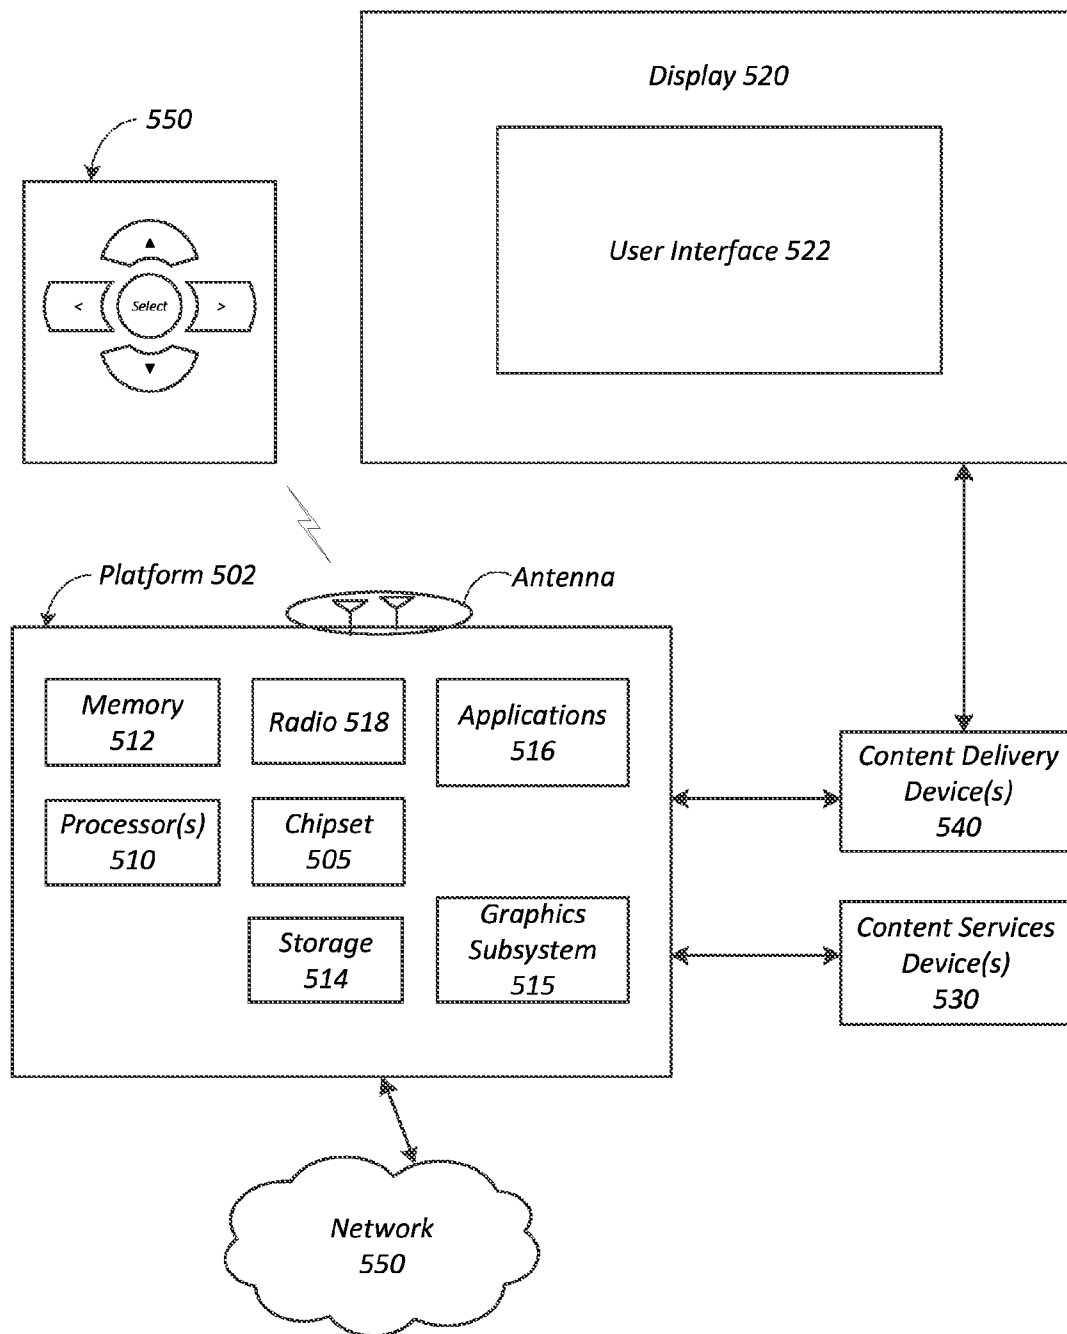 Display 520
550
User Interface 522
▲
<
Select
>
▼
Platform 502
Antenna
Memory
512
Radio 518
Applications
516
Content Delivery
Device(s)
540
Processor(s)
510
Chipset
505
Storage
514
Graphics
Subsystem
515
Content Services
Device(s)
530
Network
550